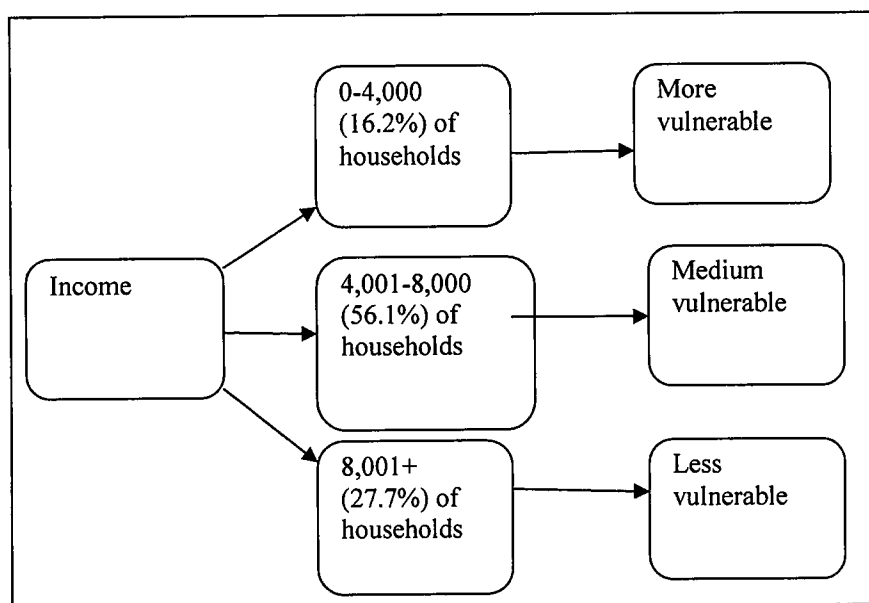 0-4,000
(16.2%) of
households
More
vulnerable
Income
4,001-8,000
(56.1%) of
households
Medium
vulnerable
8,001+
(27.7%) of
households
Less
vulnerable